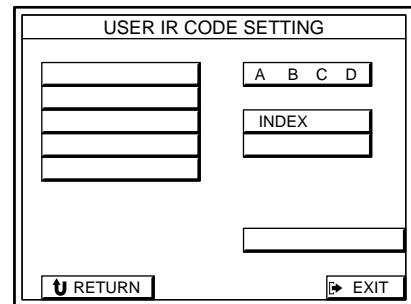 USER IR CODE SETTING
A B C D
INDEX
RETURN
EXIT